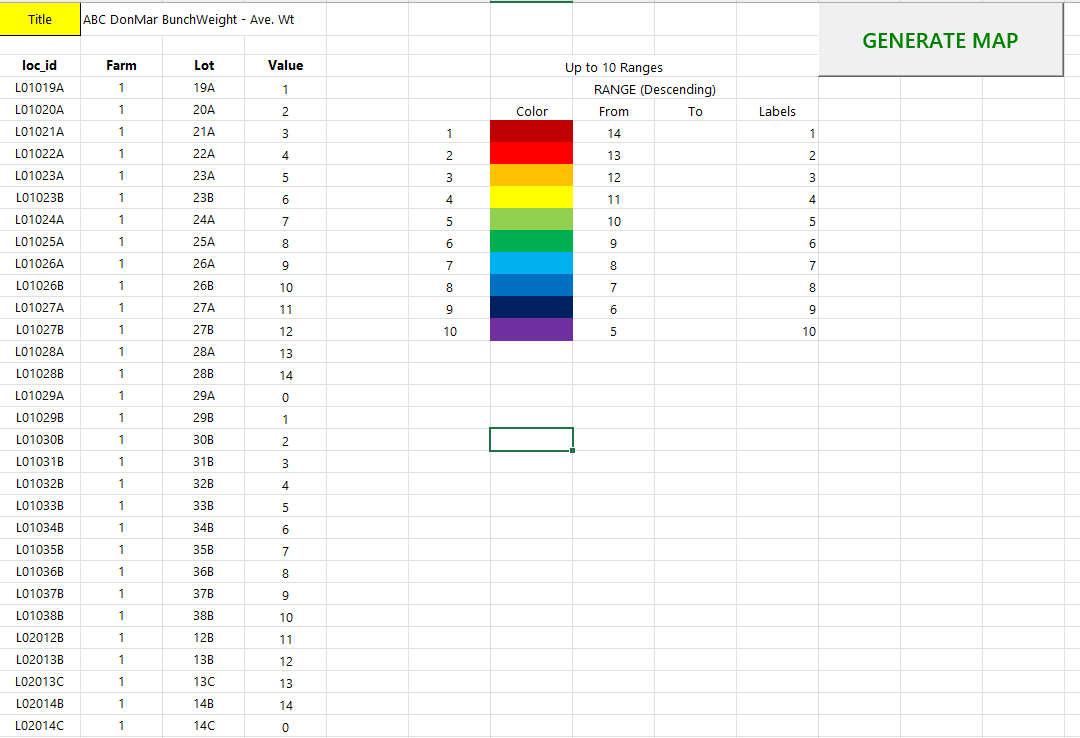 Title ABC DonMar BunchWeight - Ave. Wt
GENERATE MAP
loc_id Farm Lot Value Up to 10 Ranges
L01019A 1 19A 1 RANGE (Descending)
L01020A 1 20A 2 Color From To Labels
L01021A 1 21A 3 1 14 1
L01022A 1 22A 4 2 13 2
L01023A 1 23A 5 3 12 3
L01023B 1 23B 6 4 11 4
L01024A 1 24A 7 5 10 5
L01025A 1 25A 8 6 9 6
L01026A 1 26A 9 7 8 7
L01026B 1 26B 10 8 7 8
L01027A 1 27A 11 9 6 9
L01027B 1 27B 12 10 5 10
L01028A 1 28A 13
L01028B 1 28B 14
L01029A 1 29A 0
L01029B 1 29B 1
L01030B 1 30B 2
L01031B 1 31B 3
L01032B 1 32B 4
L01033B 1 33B 5
L01034B 1 34B 6
L01035B 1 35B 7
L01036B 1 36B 8
L01037B 1 37B 9
L01038B 1 38B 10
L02012B 1 12B 11
L02013B 1 13B 12
L02013C 1 13C 13
L02014B 1 14B 14
L02014C 1 14C 0